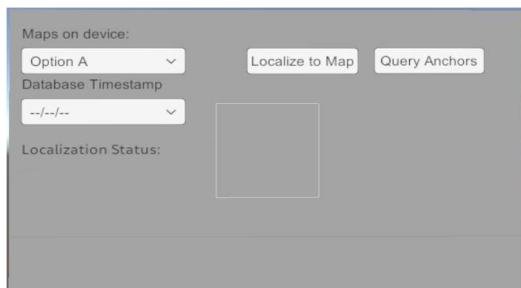 Maps on device:
Option A
Localize to Map
Query Anchors
Database Timestamp
--/--/--
Localization Status: